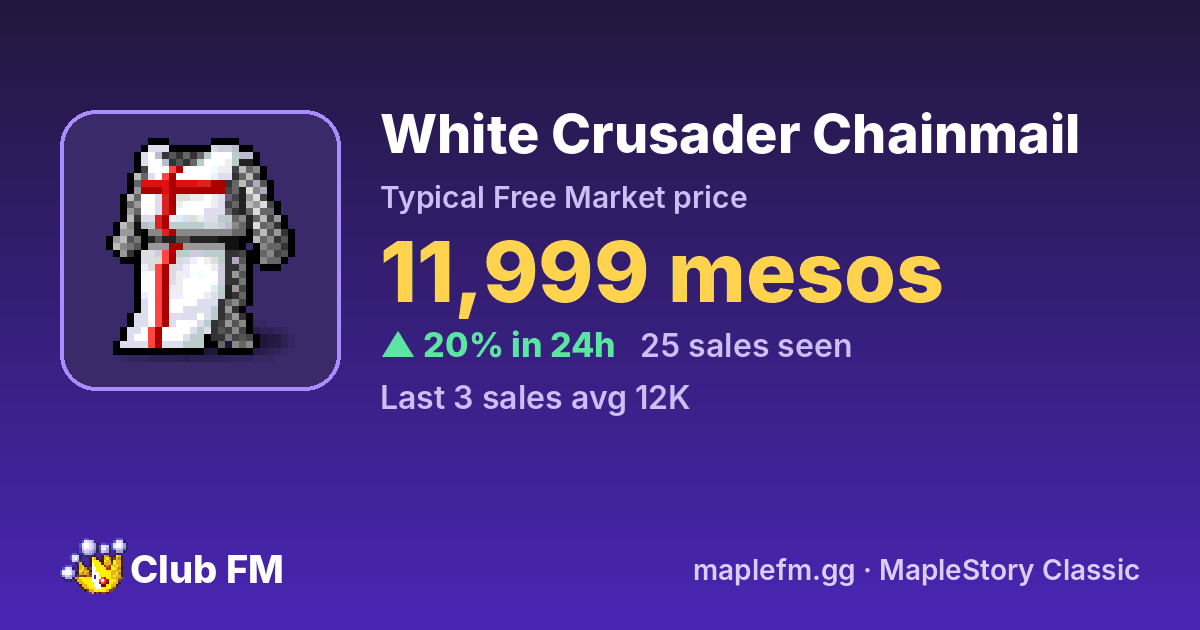 White Crusader Chainmail
Typical Free Market price
11,999 mesos
▲ 20% in 24h 25 sales seen
Last 3 sales avg 12K
Club FM
maplefm.gg · MapleStory Classic